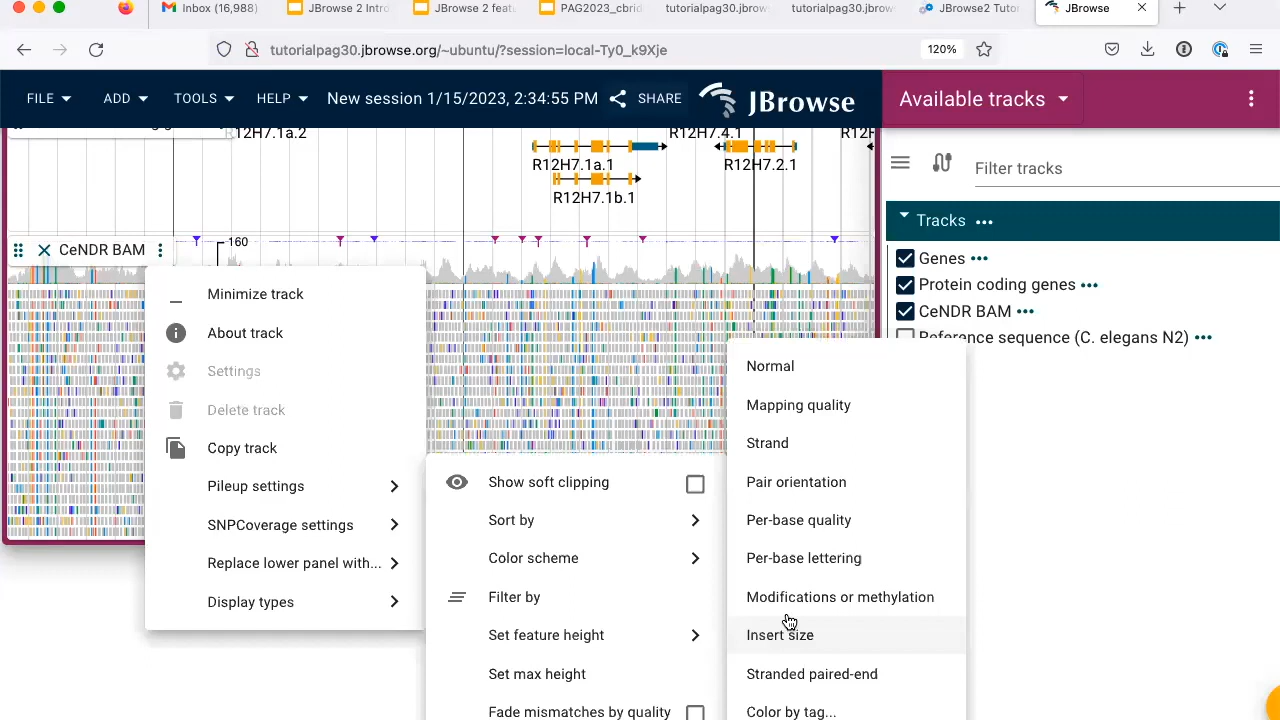 Inbox (16,988)
JBrowse 2 Intro
JBrowse 2 feat
PAG2023_cbrid
tutorialpag30.jbrow
tutorialpag30.jbrow
JBrowse2 Tutor
JBrowse
tutorialpag30.jbrowse.org/~ubuntu/?session=local-Ty0_k9Xje
120%
FILE
ADD
TOOLS
HELP
New session 1/15/2023, 2:34:55 PM
SHARE
JBrowse
Available tracks
R12H7.1a.2
R12H7.4.1
R12H
R12H7.1a.1
R12H7.2.1
R12H7.1b.1
Filter tracks
Tracks
Genes
Protein coding genes
CeNDR BAM
Reference sequence (C. elegans N2)
CeNDR BAM
160
Minimize track
About track
Settings
Delete track
Copy track
Pileup settings
SNPCoverage settings
Replace lower panel with...
Display types
Show soft clipping
Sort by
Color scheme
Filter by
Set feature height
Set max height
Fade mismatches by quality
Normal
Mapping quality
Strand
Pair orientation
Per-base quality
Per-base lettering
Modifications or methylation
Insert size
Stranded paired-end
Color by tag...